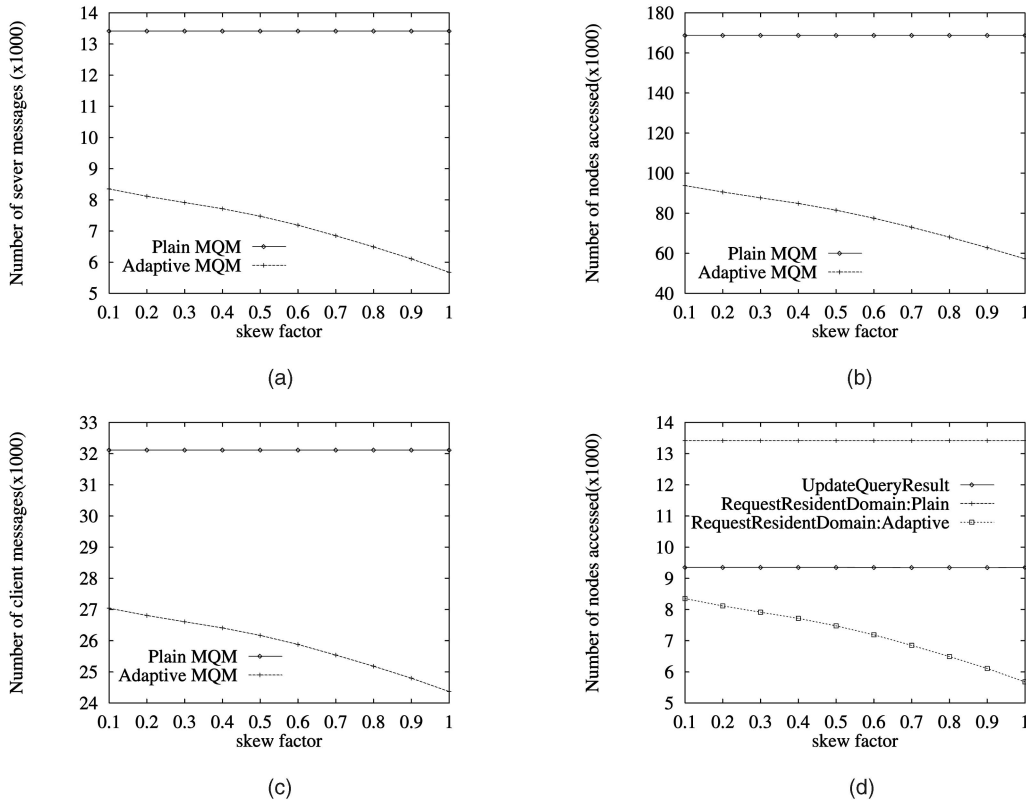 Number of sever messages (x1000)
14
13
12
11
10
9
8
7
6
5
Plain MQM
Adaptive MQM
0.1 0.2 0.3 0.4 0.5 0.6 0.7 0.8 0.9 1
skew factor
(a)
Number of nodes accessed(x1000)
180
160
140
120
100
80
60
40
Plain MQM
Adaptive MQM
0.1 0.2 0.3 0.4 0.5 0.6 0.7 0.8 0.9 1
skew factor
(b)
Number of client messages(x1000)
33
32
31
30
29
28
27
26
25
24
Plain MQM
Adaptive MQM
0.1 0.2 0.3 0.4 0.5 0.6 0.7 0.8 0.9 1
skew factor
(c)
Number of nodes accessed(x1000)
14
13
12
11
10
9
8
7
6
5
UpdateQueryResult
RequestResidentDomain:Plain
RequestResidentDomain:Adaptive
0.1 0.2 0.3 0.4 0.5 0.6 0.7 0.8 0.9 1
skew factor
(d)